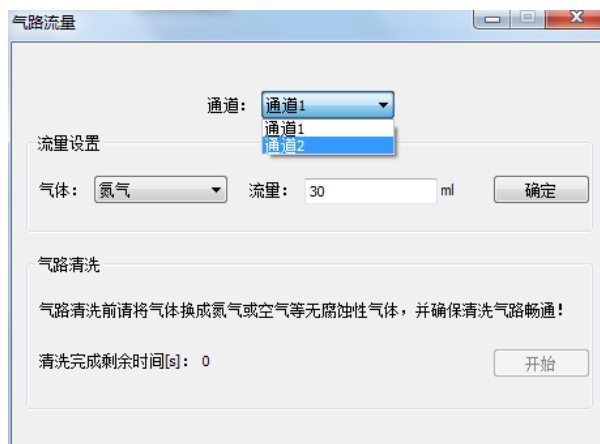 气路流量
通道： 通道1
通道1
通道2
流量设置
气体： 氮气 流量： 30 ml 确定
气路清洗
气路清洗前请将气体换成氮气或空气等无腐蚀性气体，并确保清洗气路畅通！
清洗完成剩余时间[s]： 0 开始